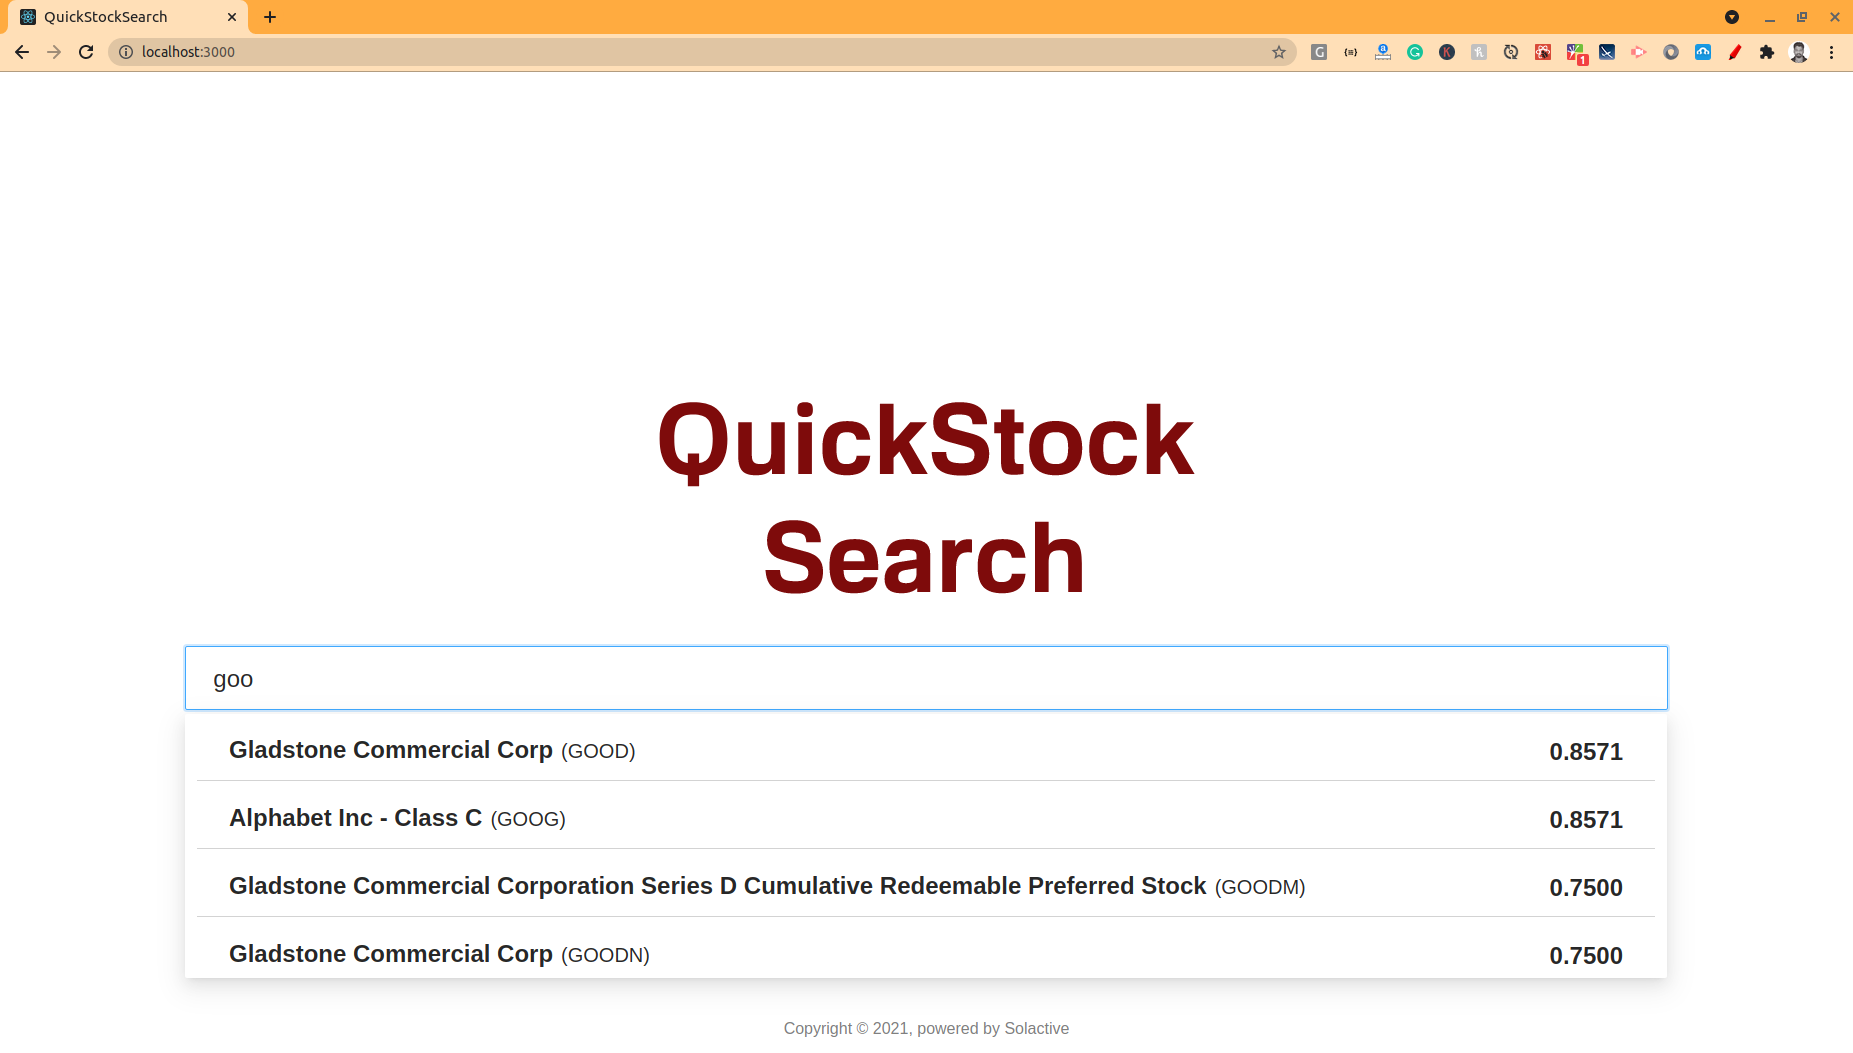 QuickStockSearch
localhost:3000
1
QuickStock
Search
goo
Gladstone Commercial Corp (GOOD) 0.8571
Alphabet Inc - Class C (GOOG) 0.8571
Gladstone Commercial Corporation Series D Cumulative Redeemable Preferred Stock (GOODM) 0.7500
Gladstone Commercial Corp (GOODN) 0.7500
Copyright © 2021, powered by Solactive